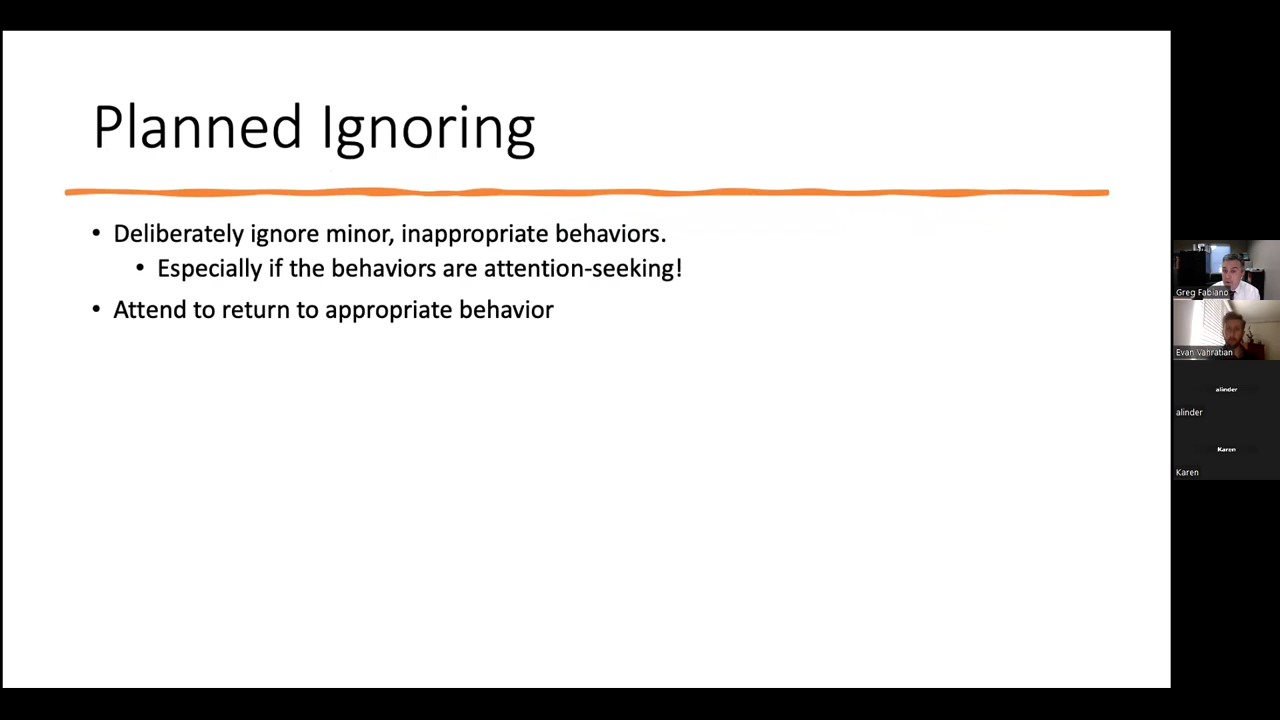 Planned Ignoring
• Deliberately ignore minor, inappropriate behaviors.
• Especially if the behaviors are attention-seeking!
• Attend to return to appropriate behavior
Greg Fabiano
Evan Vahratian
alinder
alinder
Karen
Karen